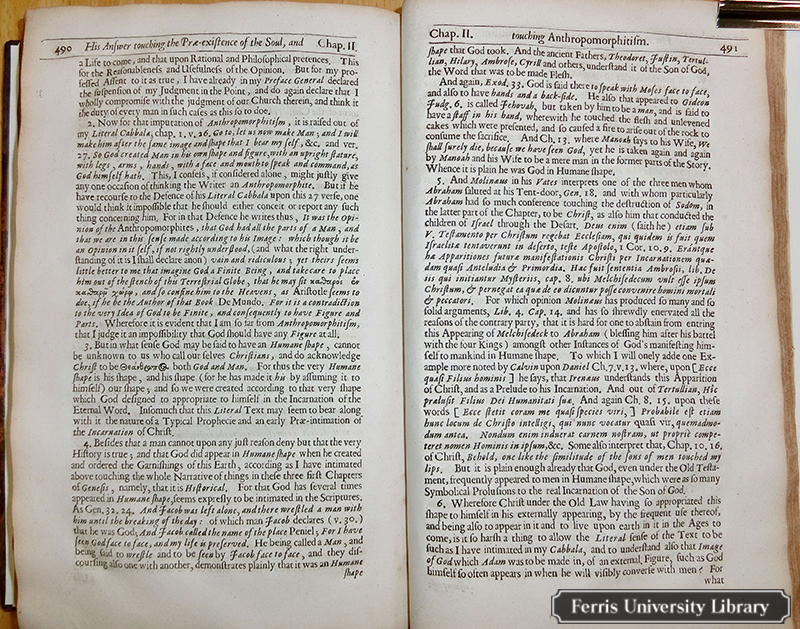 490 His Answer touching the Præ-existence of the Soul, and Chap. II.
a Life to come, and that upon Rational and Philosophical pretences. This
for the Reasonableness and Usefulness of the Opinion. But for my pro-
fessed Assent to it as true, I have already in my Preface General declared
the suspension of my Judgment in the Point, and do again declare that I
wholly compromise with the judgment of our Church therein, and think it
the duty of every man in such cases as this so to doe.
2. Now for that imputation of Anthropomorphitism, it is raised out of
my Literal Cabbala, chap. 1. v. 26. Go to, let us now make Man; and I will
make him after the same image and shape that I bear my self, &c. and ver.
27. So God created Man in his own shape and figure, with an upright stature,
with legs, arms, hands, with a face and mouth to speak and command, as
God himself hath. This, I confess, if considered alone, might justly give
any one occasion of thinking the Writer an Anthropomorphite. But if he
have recourse to the Defence of his Literal Cabbala upon this 27 verse, one
would think it impossible that he should either conceit or report any such
thing concerning him. For in that Defence he writes thus, It was the Opi-
nion of the Anthropomorphites, that God had all the parts of a Man, and
that we are in this sense made according to his Image: which though it be
an Opinion in it self, if not rightly understood, (and what the right under-
standing of it is I shall declare anon) vain and ridiculous; yet theirs seems
little better to me that imagine God a Finite Being, and take care to place
him out of the stench of this Terrestrial Globe, that he may sit καθαρὸς ἐν
καθαρῷ χώρῳ, and so confine him to the Heavens, as Aristotle seems to
doe, if he be the Author of that Book De Mundo. For it is a contradiction
to the very Idea of God to be Finite, and consequently to have Figure and
Parts. Wherefore it is evident that I am so far from Anthropomorphitism,
that I judge it an impossibility that God should have any Figure at all.
3. But in what sense God may be said to have an Humane shape, cannot
be unknown to us who call our selves Christians, and do acknowledge
Christ to be Θεάνθρωπος both God and Man. For thus the very Humane
shape is his shape, and his shape (for he has made it his by assuming it to
himself) our shape; and so we were created according to that very shape
which God designed to appropriate to himself in the Incarnation of the
Eternal Word. Insomuch that this Literal Text may seem to bear along
with it the nature of a Typical Prophecie and an early Præ-intimation of
the Incarnation of Christ.
4. Besides that a man cannot upon any just reason deny but that the very
History is true; and that God did appear in Humane shape when he created
and ordered the Garnishings of this Earth, according as I have intimated
above touching the whole Narrative of things in these three first Chapters
of Genesis, namely, that it is Historical. For that God has several times
appeared in Humane shape, seems expresly to be intimated in the Scriptures.
As Gen. 32. 24. And Jacob was left alone, and there wrestled a man with
him until the breaking of the day: of which man Jacob declares (v. 30.)
that he was God; And Jacob called the name of the place Peniel; For I have
seen God face to face, and my life is preserved. He being called a Man, and
being said to wrestle and to be seen by Jacob face to face, and they dis-
coursing also one with another, demonstrates plainly that it was an Humane
shape
Chap. II. touching Anthropomorphitism. 491
shape that God took. And the ancient Fathers, Theodoret, Justin, Tertul-
lian, Hilary, Ambrose, Cyrill and others, understand it of the Son of God,
the Word that was to be made Flesh.
And again, Exod. 33. God is said there to speak with Moses face to face,
and also to have hands and a back-side. He also that appeared to Gideon
Judg. 6. is called Jehovah, but taken by him to be a man, and is said to
have a staff in his hand, wherewith he touched the flesh and unlevened
cakes which were presented, and so caused a fire to arise out of the rock to
consume the sacrifice. And Ch. 13. where Manoah says to his Wife, We
shall surely die, because we have seen God, yet he is taken again and again
by Manoah and his Wife to be a mere man in the former parts of the Story.
Whence it is plain he was God in Humane shape.
5. And Molinæus in his Vates interprets one of the three men whom
Abraham saluted at his Tent-door, Gen. 18. and with whom particularly
Abraham had so much conference touching the destruction of Sodom, in
the latter part of the Chapter, to be Christ, as also him that conducted the
children of Israel through the Desart. Deus enim (saith he) etiam sub
V. Testamento per Christum regebat Ecclesiam, qui quidem is fuit quem
Israelitæ tentaverunt in deserto, teste Apostolo, 1 Cor. 10. 9. Erántque
hæ Apparitiones futuræ manifestationis Christi per Incarnationem quæ-
dam quasi Anteludia & Primordia. Hæc fuit sententia Ambrosii, lib. De
iis qui initiantur Mysteriis, cap. 8. ubi Melchisedecum vult esse ipsum
Christum, & pernegat ea quæ de eo dicuntur posse convenire homini mortali
& peccatori. For which opinion Molinæus has produced so many and so
solid arguments, Lib. 4. Cap. 14. and has so shrewdly enervated all the
reasons of the contrary party, that it is hard for one to abstain from entring
this Appearing of Melchisedeck to Abraham (blessing him after his battel
with the four Kings) amongst other Instances of God's manifesting him-
self to mankind in Humane shape. To which I will onely adde one Ex-
ample more noted by Calvin upon Daniel Ch. 7. v. 13. where, upon [Ecce
quasi Filius hominis] he says, that Irenæus understands this Apparition
of Christ, and as a Prelude to his Incarnation. And out of Tertullian, Hic
prælusit Filius Dei Humanitati suæ. And again Ch. 8. 15. upon these
words [Ecce stetit coram me quasi species viri,] Probabile est etiam
hunc locum de Christo intelligi, qui nunc vocatur quasi vir, quemadmo-
dum antea. Nondum enim induerat carnem nostram, ut propriè compe-
teret nomen Hominis in ipsum, &c. Some also interpret that, Chap. 10. 16.
of Christ, Behold, one like the similitude of the sons of men touched my
lips. But it is plain enough already that God, even under the Old Testa-
ment, frequently appeared to men in Humane shape, which were as so many
Symbolical Prolusions to the real Incarnation of the Son of God.
6. Wherefore Christ under the Old Law having so appropriated this
shape to himself in his externally appearing, by the frequent use thereof,
and being also to appear in it and to live upon earth in it in the Ages to
come, is it so harsh a thing to allow the Literal sense of the Text to be
such as I have intimated in my Cabbala, and to understand also that Image
of God which Adam was to be made in, of an external Figure, such as God
himself so often appears in when he will visibly converse with men? For
what
Ferris University Library